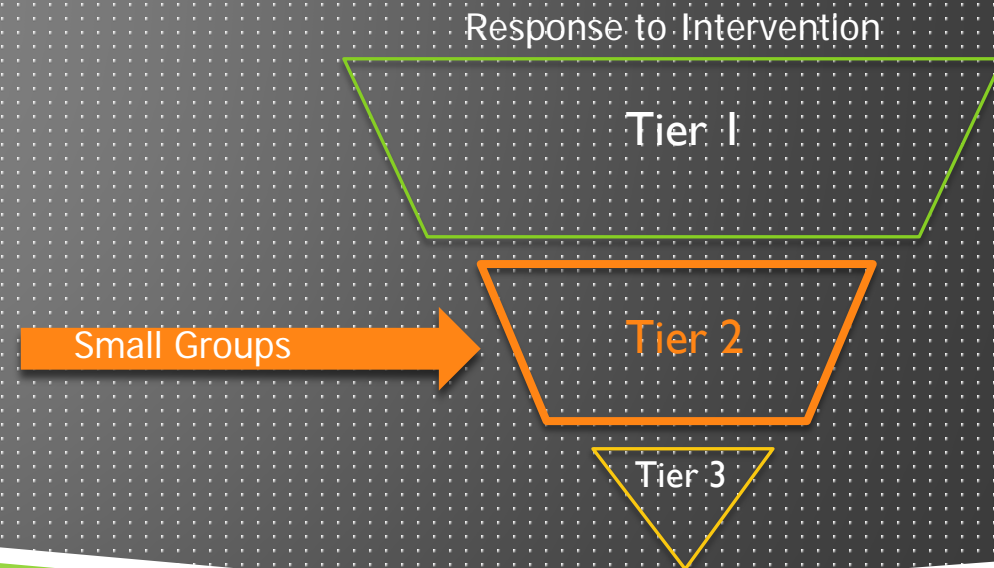 Response to Intervention
Tier 1
Small Groups
Tier 2
Tier 3